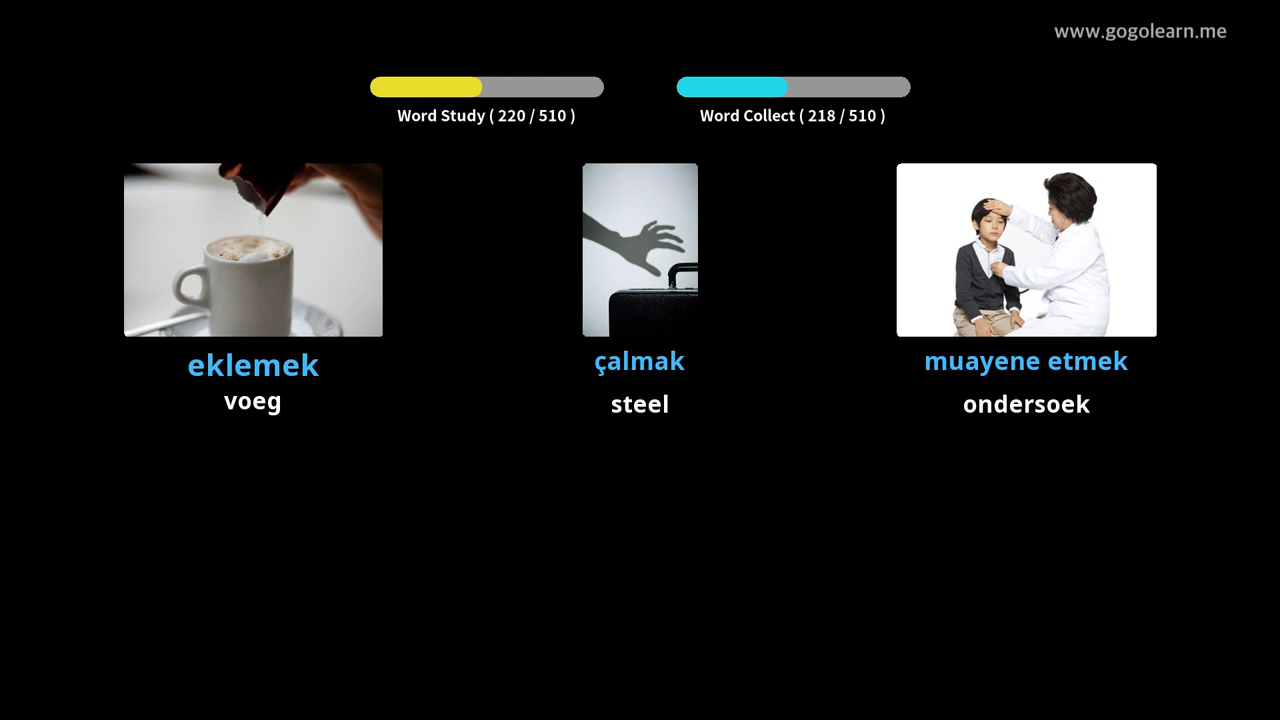 www.gogolearn.me
Word Study ( 220 / 510 )
Word Collect ( 218 / 510 )
eklemek
voeg
çalmak
steel
muayene etmek
ondersoek